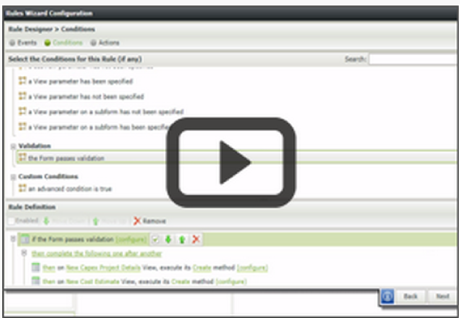 Rules Wizard Configuration
Rule Designer > Conditions
Events Conditions Actions
Select the Conditions for this Rule (if any) Search:
a View parameter has been specified
a View parameter has not been specified
a View parameter on a subform has not been specified
a View parameter on a subform has been specified
Validation
the Form passes validation
Custom Conditions
an advanced condition is true
Rule Definition
Enabled Remove
if the Form passes validation (configure)
then complete the following one after another
then on New Capex Project Details View, execute its Create method (configure)
then on New Cost Estimate View, execute its Create method (configure)
Back Next